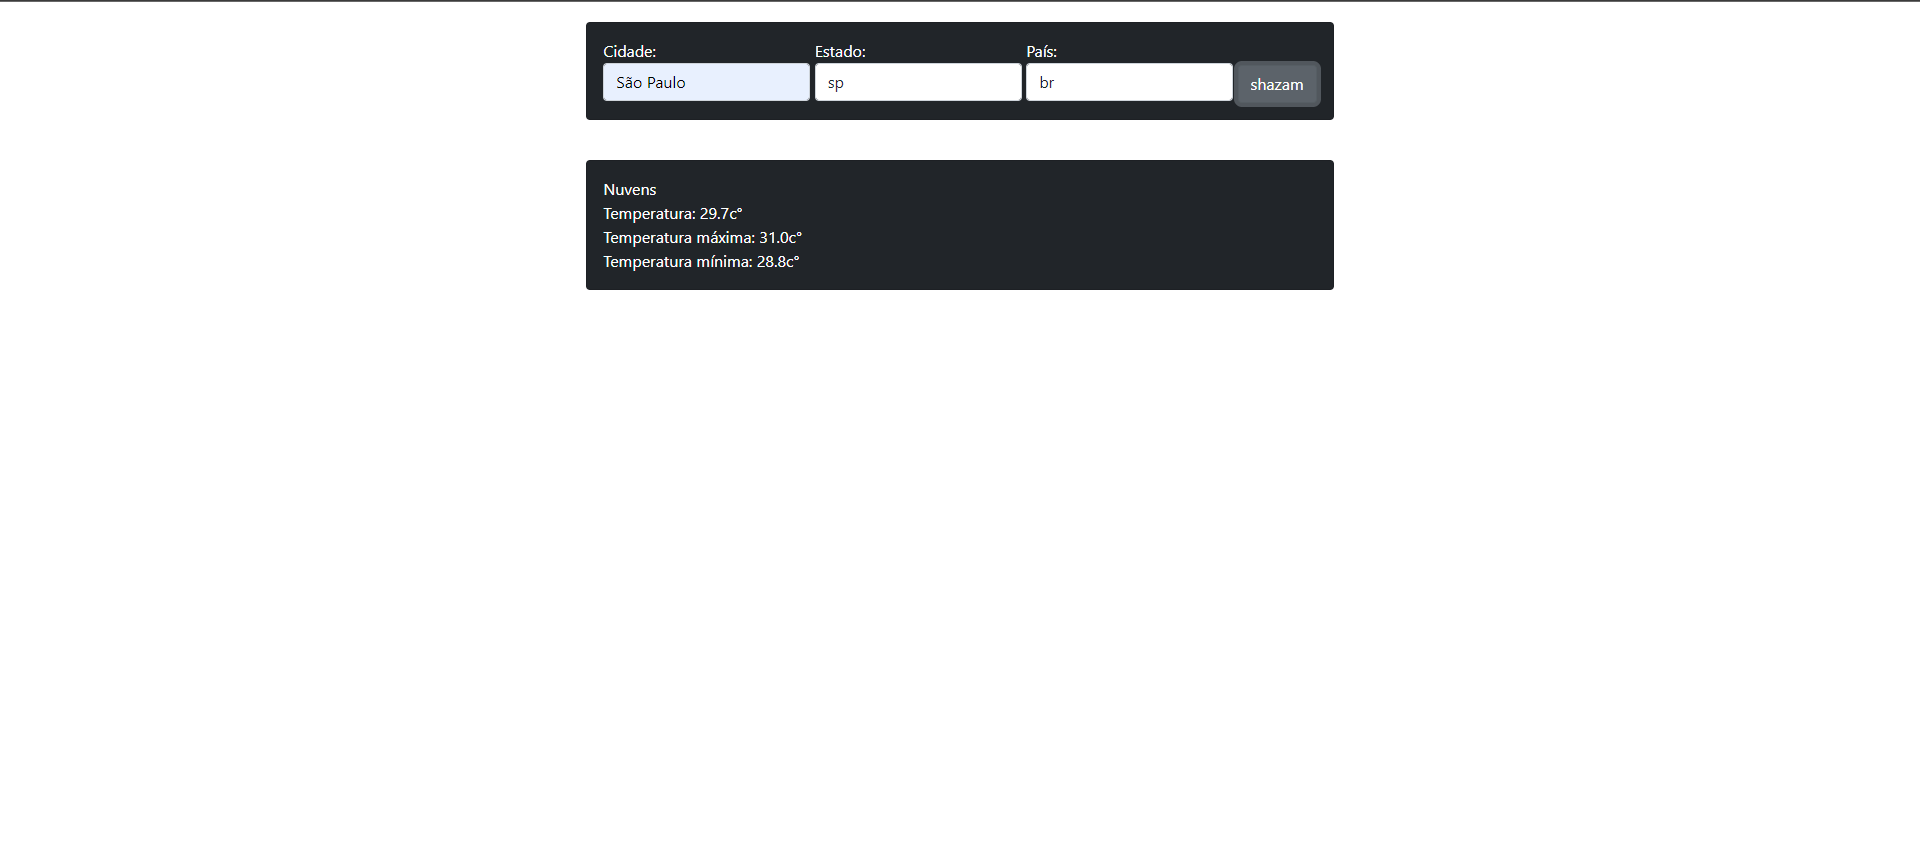 Cidade: Estado: País:
São Paulo sp br shazam
Nuvens
Temperatura: 29.7c°
Temperatura máxima: 31.0c°
Temperatura mínima: 28.8c°